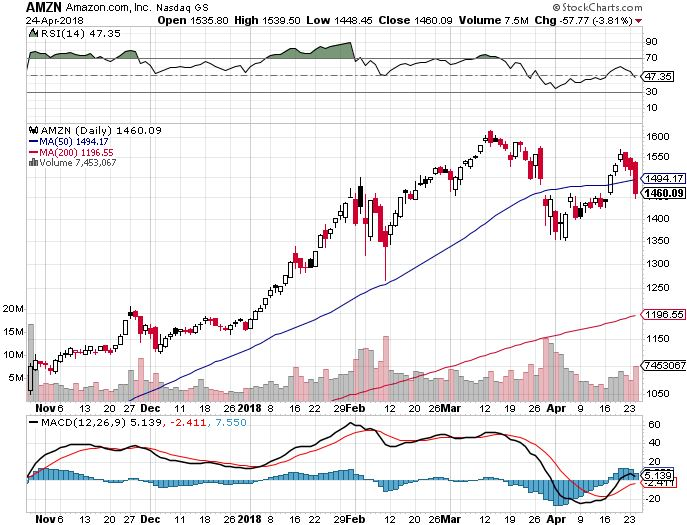 AMZN Amazon.com, Inc. Nasdaq GS © StockCharts.com
24-Apr-2018 Open 1535.80 High 1539.50 Low 1448.45 Close 1460.09 Volume 7.5M Chg -57.77 (-3.81%)
RSI(14) 47.35
90
70
47.35
30
10
AMZN (Daily) 1460.09
MA(50) 1494.17
MA(200) 1196.55
Volume 7,453,067
1600
1550
1494.17
1460.09
1400
1350
1300
1250
20M
1196.55
15M
1150
10M
7453067
5M
1050
Nov 6 13 20 27 Dec 11 18 26 2018 8 16 22 29 Feb 12 20 26 Mar 12 19 26 Apr 9 16 23
MACD(12,26,9) 5.139, -2.411, 7.550
60
40
20
5.139
-2.411
-20
Nov 6 13 20 27 Dec 11 18 26 2018 8 16 22 29 Feb 12 20 26 Mar 12 19 26 Apr 9 16 23